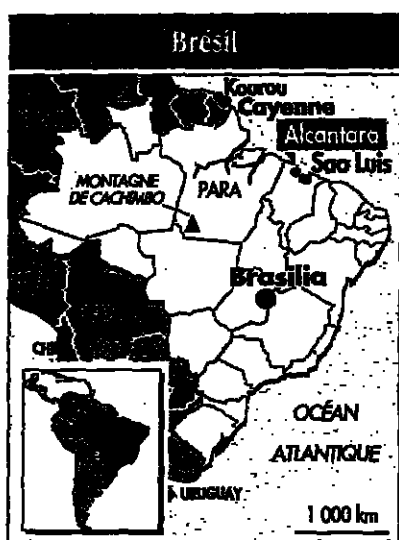 Brésil
Kourou
Cayenne
Alcantara
Sao Luis
MONTAGNE
DE CACHIMBO
PARA
Brasilia
OCÉAN
ATLANTIQUE
URUGUAY
1 000 km